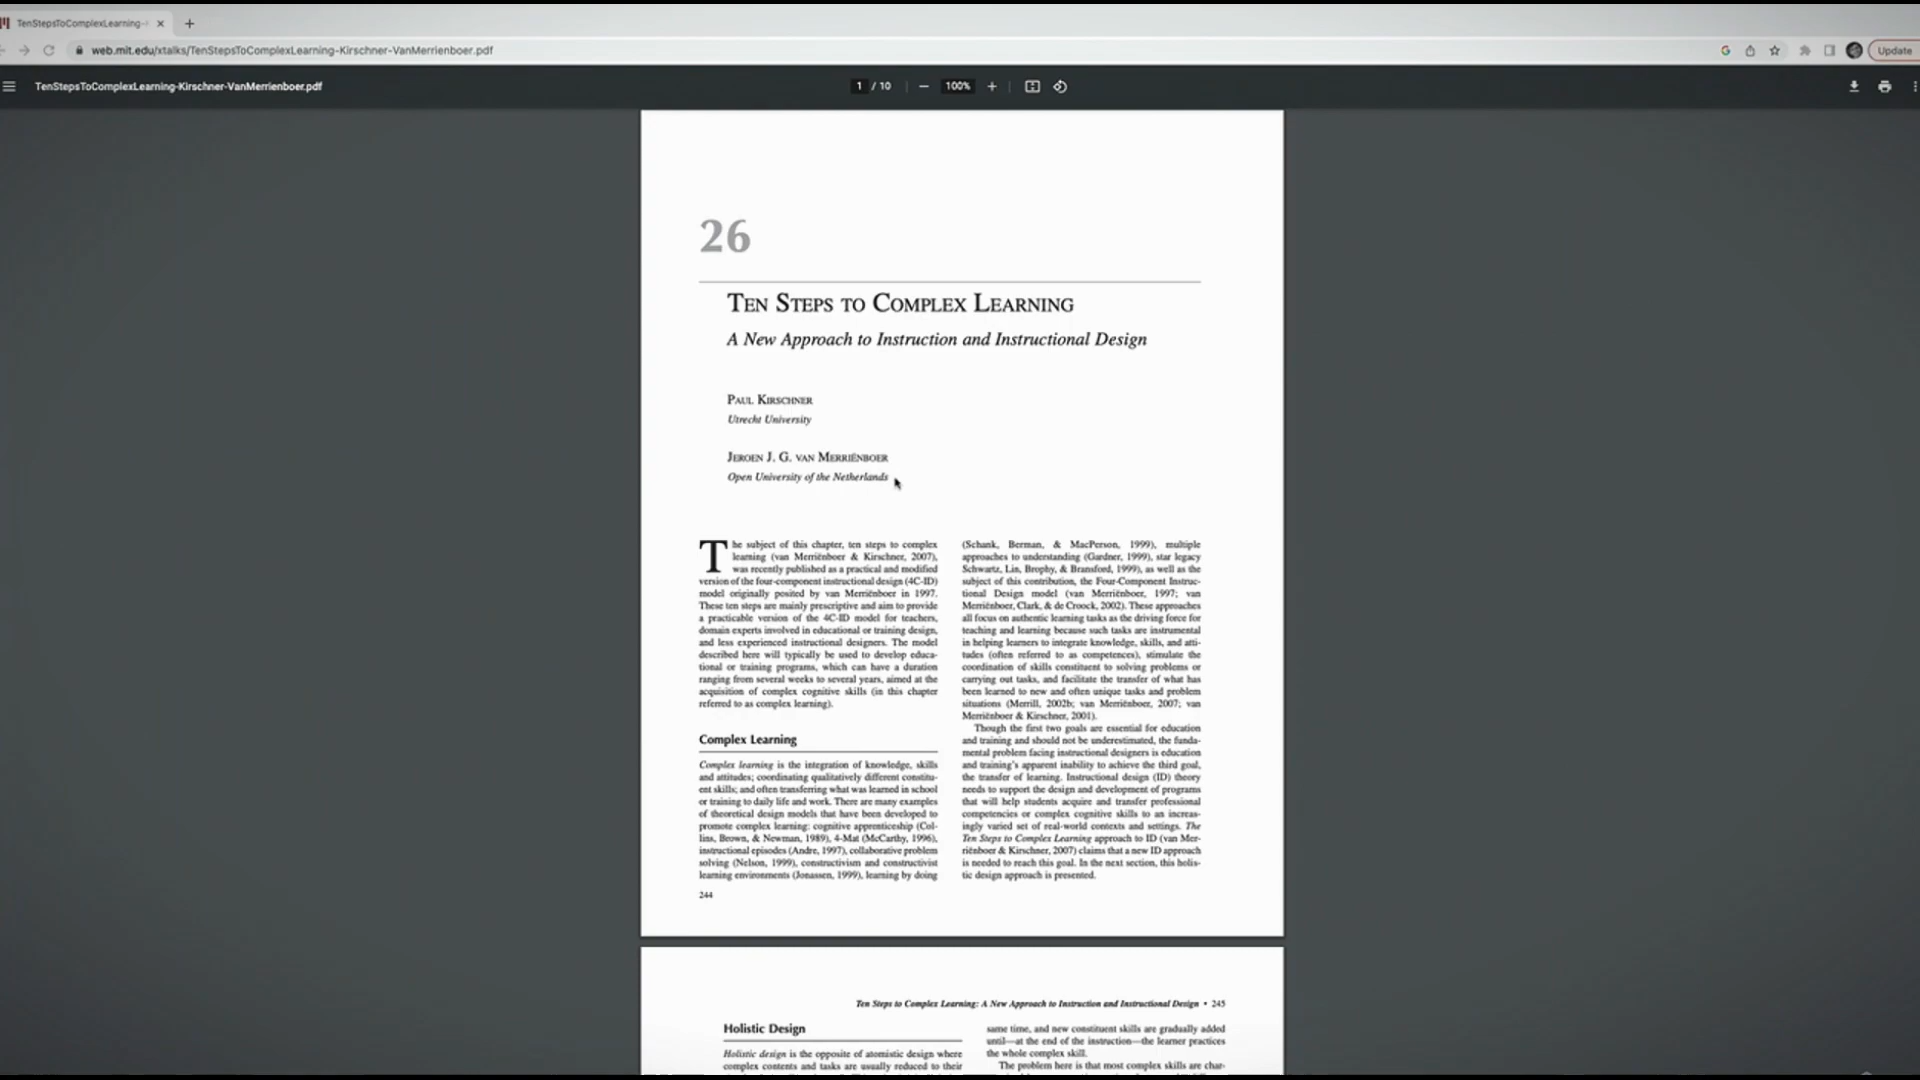 TenStepsToComplexLearning-
web.mit.edu/xtalks/TenStepsToComplexLearning-Kirschner-VanMerrienboer.pdf
Update
TenStepsToComplexLearning-Kirschner-VanMerrienboer.pdf
1 / 10
100%
26
TEN STEPS TO COMPLEX LEARNING
A New Approach to Instruction and Instructional Design
PAUL KIRSCHNER
Utrecht University
JEROEN J. G. VAN MERRIËNBOER
Open University of the Netherlands
The subject of this chapter, ten steps to complex
learning (van Merriënboer & Kirschner, 2007),
was recently published as a practical and modified
version of the four-component instructional design (4C-ID)
model originally posited by van Merriënboer in 1997.
These ten steps are mainly prescriptive and aim to provide
a practicable version of the 4C-ID model for teachers,
domain experts involved in educational or training design,
and less experienced instructional designers. The model
described here will typically be used to develop educa-
tional or training programs, which can have a duration
ranging from several weeks to several years, aimed at the
acquisition of complex cognitive skills (in this chapter
referred to as complex learning).
Complex Learning
Complex learning is the integration of knowledge, skills
and attitudes; coordinating qualitatively different constitu-
ent skills; and often transferring what was learned in school
or training to daily life and work. There are many examples
of theoretical design models that have been developed to
promote complex learning: cognitive apprenticeship (Col-
lins, Brown, & Newman, 1989), 4-Mat (McCarthy, 1996),
instructional episodes (Andre, 1997), collaborative problem
solving (Nelson, 1999), constructivism and constructivist
learning environments (Jonassen, 1999), learning by doing
244
(Schank, Berman, & MacPerson, 1999), multiple
approaches to understanding (Gardner, 1999), star legacy
Schwartz, Lin, Brophy, & Bransford, 1999), as well as the
subject of this contribution, the Four-Component Instruc-
tional Design model (van Merriënboer, 1997; van
Merriënboer, Clark, & de Croock, 2002). These approaches
all focus on authentic learning tasks as the driving force for
teaching and learning because such tasks are instrumental
in helping learners to integrate knowledge, skills, and atti-
tudes (often referred to as competences), stimulate the
coordination of skills constituent to solving problems or
carrying out tasks, and facilitate the transfer of what has
been learned to new and often unique tasks and problem
situations (Merrill, 2002b; van Merriënboer, 2007; van
Merriënboer & Kirschner, 2001).
Though the first two goals are essential for education
and training and should not be underestimated, the funda-
mental problem facing instructional designers is education
and training's apparent inability to achieve the third goal,
the transfer of learning. Instructional design (ID) theory
needs to support the design and development of programs
that will help students acquire and transfer professional
competencies or complex cognitive skills to an increas-
ingly varied set of real-world contexts and settings. The
Ten Steps to Complex Learning approach to ID (van Mer-
riënboer & Kirschner, 2007) claims that a new ID approach
is needed to reach this goal. In the next section, this holis-
tic design approach is presented.
Ten Steps to Complex Learning: A New Approach to Instruction and Instructional Design • 245
Holistic Design
Holistic design is the opposite of atomistic design where
complex contents and tasks are usually reduced to their
same time, and new constituent skills are gradually added
until—at the end of the instruction—the learner practices
the whole complex skill.
The problem here is that most complex skills are char-